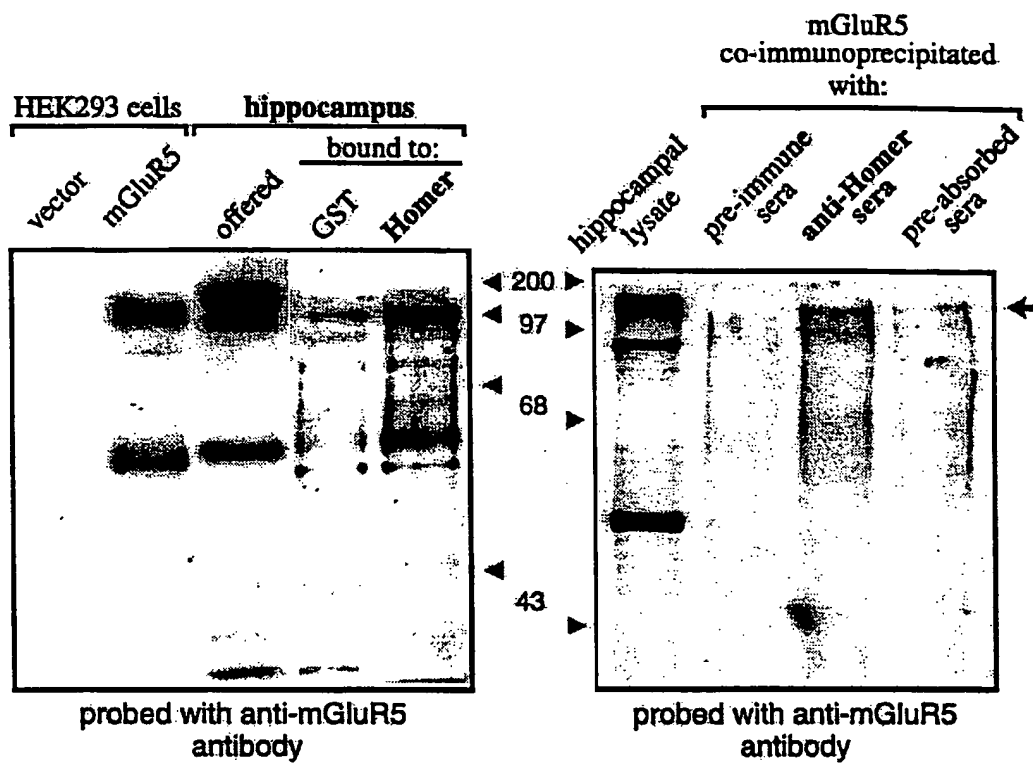 mGluR5
co-immunoprecipitated
with:
HEK293 cells
hippocampus
bound to:
vector
mGluR5
offered
GST
Homer
hippocampal
lysate
pre-immune
sera
anti-Homer
sera
pre-absorbed
sera
200
97
68
43
probed with anti-mGluR5
antibody
probed with anti-mGluR5
antibody